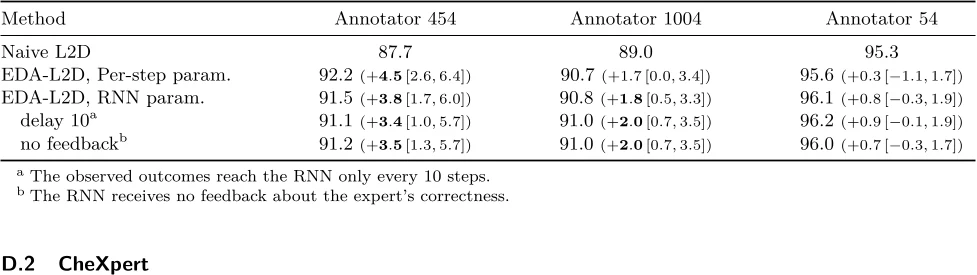 Method Annotator 454 Annotator 1004 Annotator 54
Naive L2D 87.7 89.0 95.3
EDA-L2D, Per-step param. 92.2 (+4.5 [2.6, 6.4]) 90.7 (+1.7 [0.0, 3.4]) 95.6 (+0.3 [−1.1, 1.7])
EDA-L2D, RNN param. 91.5 (+3.8 [1.7, 6.0]) 90.8 (+1.8 [0.5, 3.3]) 96.1 (+0.8 [−0.3, 1.9])
delay 10ᵃ 91.1 (+3.4 [1.0, 5.7]) 91.0 (+2.0 [0.7, 3.5]) 96.2 (+0.9 [−0.1, 1.9])
no feedbackᵇ 91.2 (+3.5 [1.3, 5.7]) 91.0 (+2.0 [0.7, 3.5]) 96.0 (+0.7 [−0.3, 1.7])
ᵃ The observed outcomes reach the RNN only every 10 steps.
ᵇ The RNN receives no feedback about the expert's correctness.
D.2 CheXpert